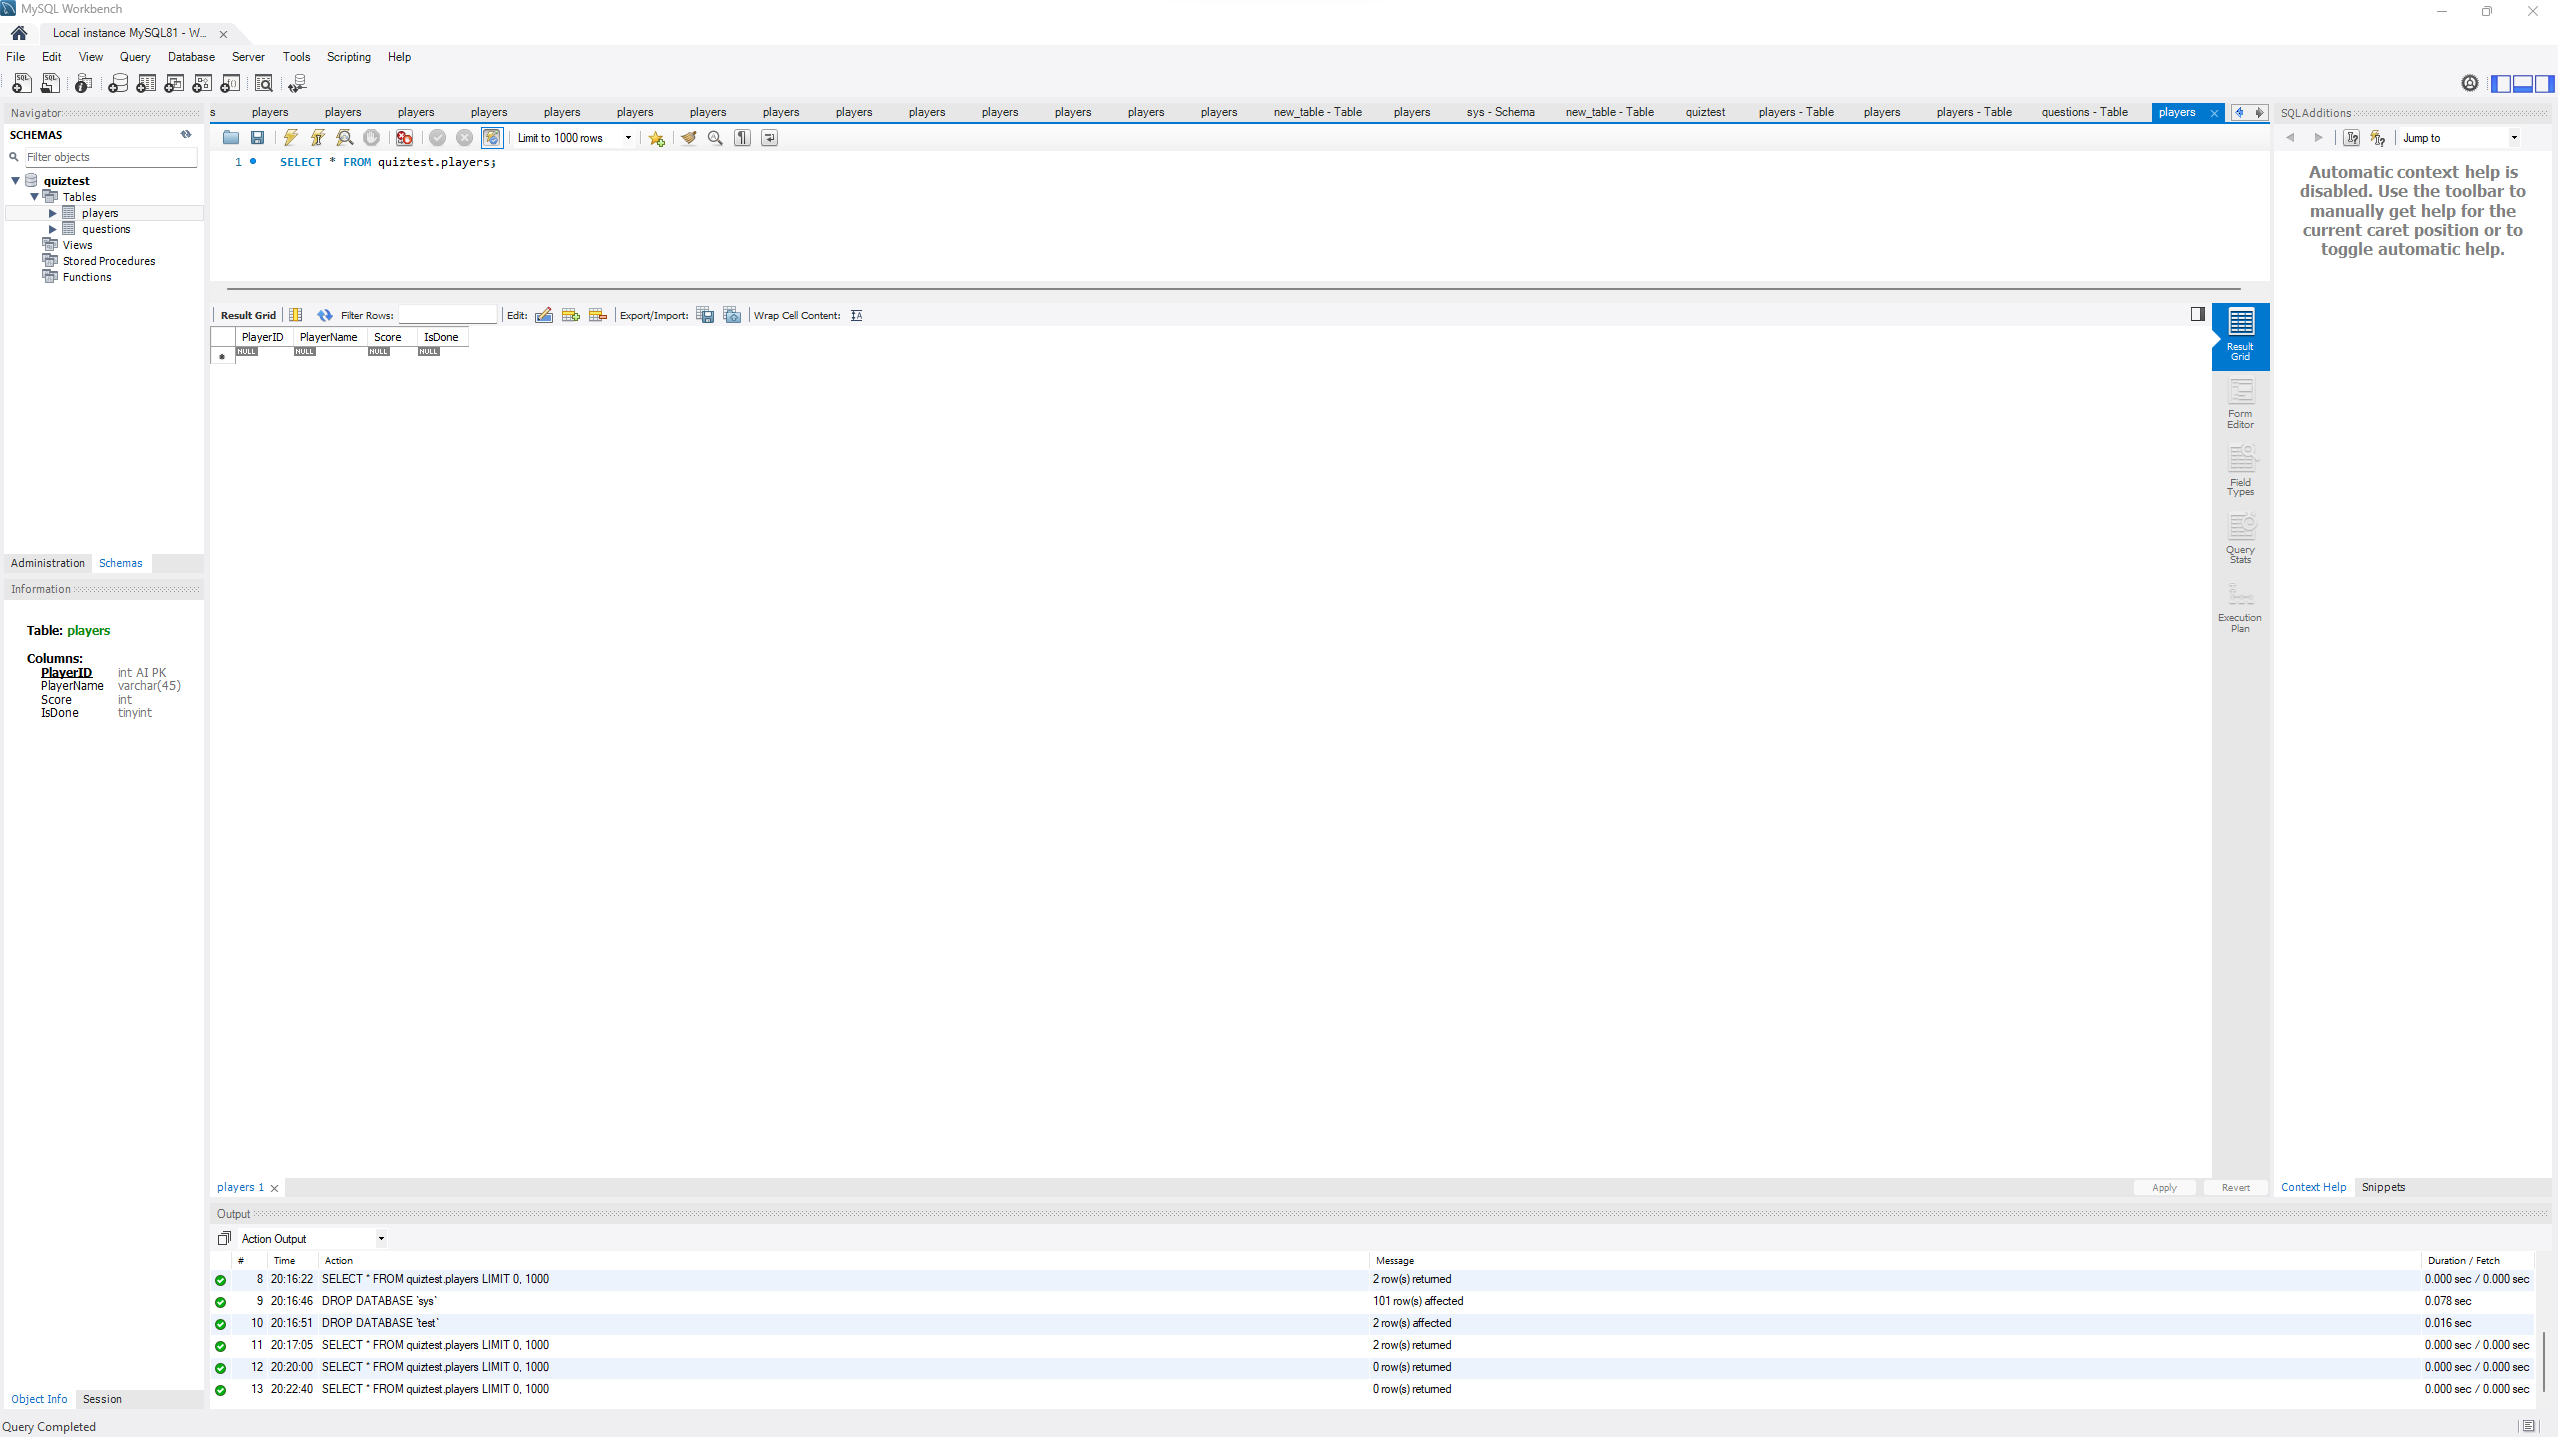 MySQL Workbench
Local instance MySQL81 - W...
File Edit View Query Database Server Tools Scripting Help
Navigator
SCHEMAS
Filter objects
quiztest
Tables
players
questions
Views
Stored Procedures
Functions
Administration Schemas
Information
Table: players
Columns:
PlayerID int AI PK
PlayerName varchar(45)
Score int
IsDone tinyint
Object Info Session
s players players players players players players players players players players players players players players new_table - Table players sys - Schema new_table - Table quiztest players - Table players players - Table questions - Table players
Limit to 1000 rows
1 SELECT * FROM quiztest.players;
Result Grid Filter Rows: Edit: Export/Import: Wrap Cell Content:
PlayerID PlayerName Score IsDone
NULL NULL NULL NULL
Result
Grid
Form
Editor
Field
Types
Query
Stats
Execution
Plan
players 1
Apply Revert
SQLAdditions
Jump to
Automatic context help is
disabled. Use the toolbar to
manually get help for the
current caret position or to
toggle automatic help.
Context Help Snippets
Output
Action Output
# Time Action Message Duration / Fetch
8 20:16:22 SELECT * FROM quiztest.players LIMIT 0, 1000 2 row(s) returned 0.000 sec / 0.000 sec
9 20:16:46 DROP DATABASE `sys` 101 row(s) affected 0.078 sec
10 20:16:51 DROP DATABASE `test` 2 row(s) affected 0.016 sec
11 20:17:05 SELECT * FROM quiztest.players LIMIT 0, 1000 2 row(s) returned 0.000 sec / 0.000 sec
12 20:20:00 SELECT * FROM quiztest.players LIMIT 0, 1000 0 row(s) returned 0.000 sec / 0.000 sec
13 20:22:40 SELECT * FROM quiztest.players LIMIT 0, 1000 0 row(s) returned 0.000 sec / 0.000 sec
Query Completed